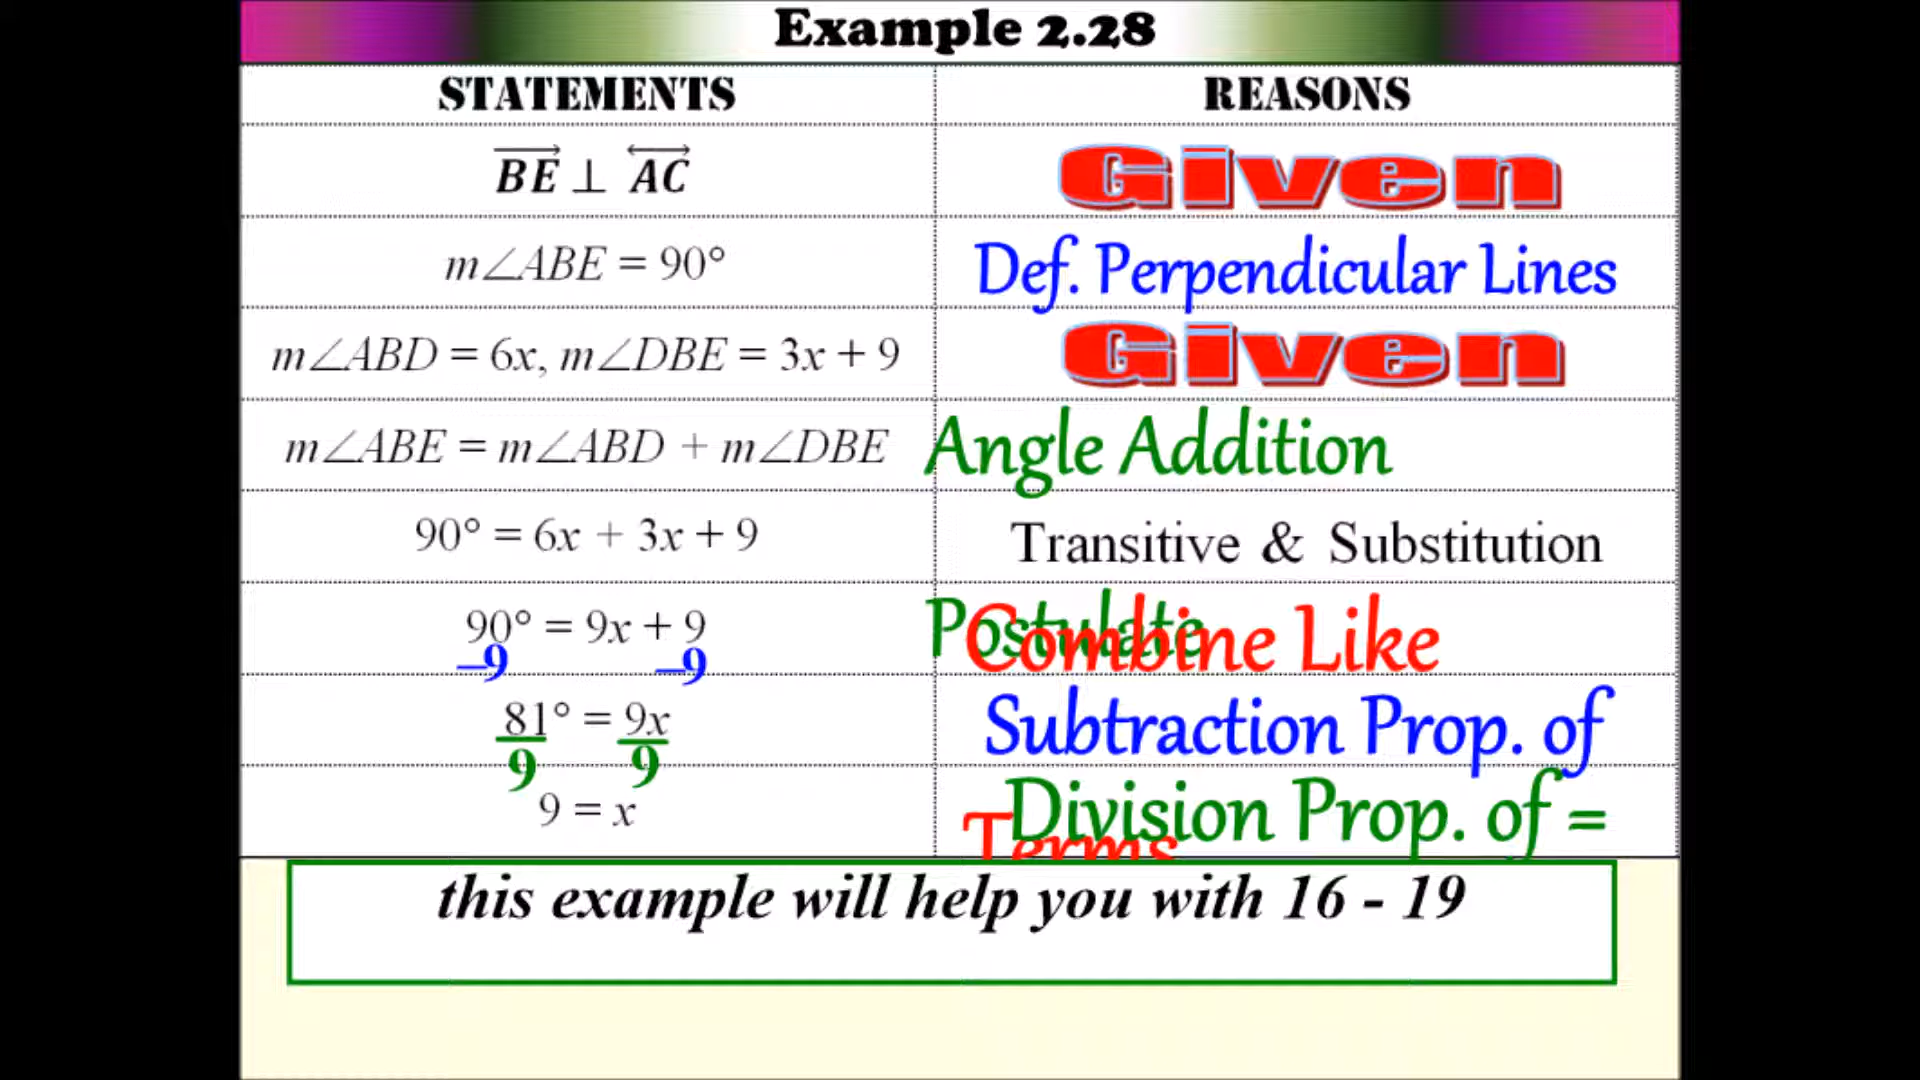 Example 2.28
STATEMENTS REASONS
BE ⊥ AC Given
m∠ABE = 90° Def. Perpendicular Lines
m∠ABD = 6x, m∠DBE = 3x + 9 Given
m∠ABE = m∠ABD + m∠DBE Angle Addition
90° = 6x + 3x + 9 Transitive & Substitution
90° = 9x + 9 Postulate Combine Like
–9 –9
81° = 9x Subtraction Prop. of
9 9
9 = x Division Prop. of =
Terms
this example will help you with 16 - 19